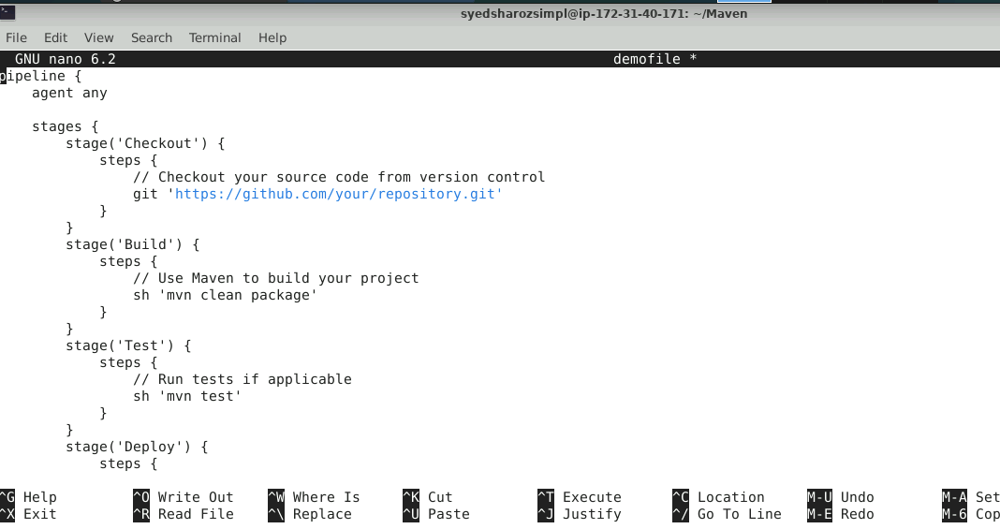 syedsharozsimpl@ip-172-31-40-171: ~/Maven
File Edit View Search Terminal Help
GNU nano 6.2 demofile *
pipeline {
    agent any

    stages {
        stage('Checkout') {
            steps {
                // Checkout your source code from version control
                git 'https://github.com/your/repository.git'
            }
        }
        stage('Build') {
            steps {
                // Use Maven to build your project
                sh 'mvn clean package'
            }
        }
        stage('Test') {
            steps {
                // Run tests if applicable
                sh 'mvn test'
            }
        }
        stage('Deploy') {
            steps {
^G Help ^O Write Out ^W Where Is ^K Cut ^T Execute ^C Location M-U Undo M-A Set
^X Exit ^R Read File ^\ Replace ^U Paste ^J Justify ^/ Go To Line M-E Redo M-6 Cop